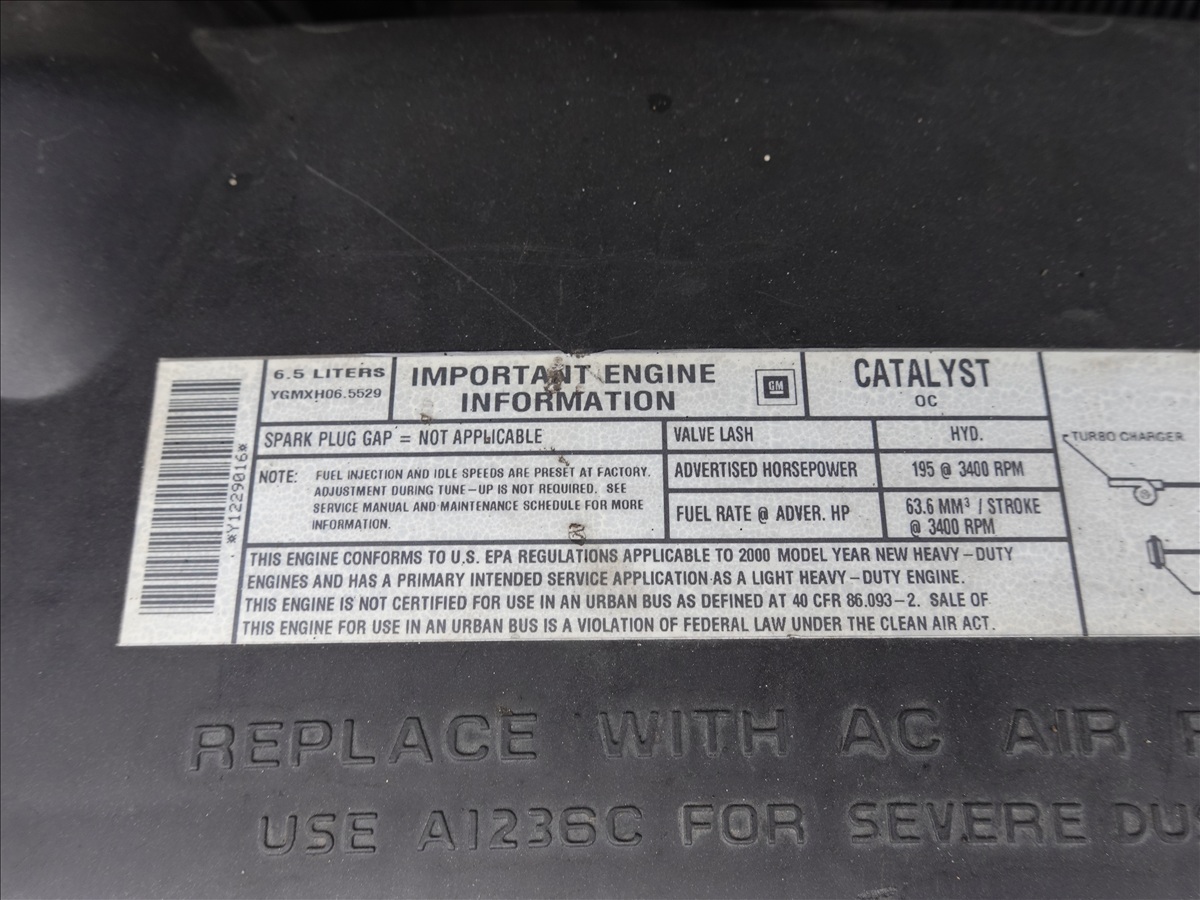 6.5 LITERS
YGMXH06.5529
IMPORTANT ENGINE
INFORMATION
GM
CATALYST
OC
*Y1229016*
SPARK PLUG GAP = NOT APPLICABLE
VALVE LASH
HYD.
NOTE: FUEL INJECTION AND IDLE SPEEDS ARE PRESET AT FACTORY.
ADJUSTMENT DURING TUNE-UP IS NOT REQUIRED. SEE
SERVICE MANUAL AND MAINTENANCE SCHEDULE FOR MORE
INFORMATION.
ADVERTISED HORSEPOWER
195 @ 3400 RPM
FUEL RATE @ ADVER. HP
63.6 MM³ / STROKE
@ 3400 RPM
TURBO CHARGER
THIS ENGINE CONFORMS TO U.S. EPA REGULATIONS APPLICABLE TO 2000 MODEL YEAR NEW HEAVY-DUTY
ENGINES AND HAS A PRIMARY INTENDED SERVICE APPLICATION AS A LIGHT HEAVY-DUTY ENGINE.
THIS ENGINE IS NOT CERTIFIED FOR USE IN AN URBAN BUS AS DEFINED AT 40 CFR 86.093-2. SALE OF
THIS ENGINE FOR USE IN AN URBAN BUS IS A VIOLATION OF FEDERAL LAW UNDER THE CLEAN AIR ACT.
REPLACE WITH AC AIR
USE A1236C FOR SEVERE DU